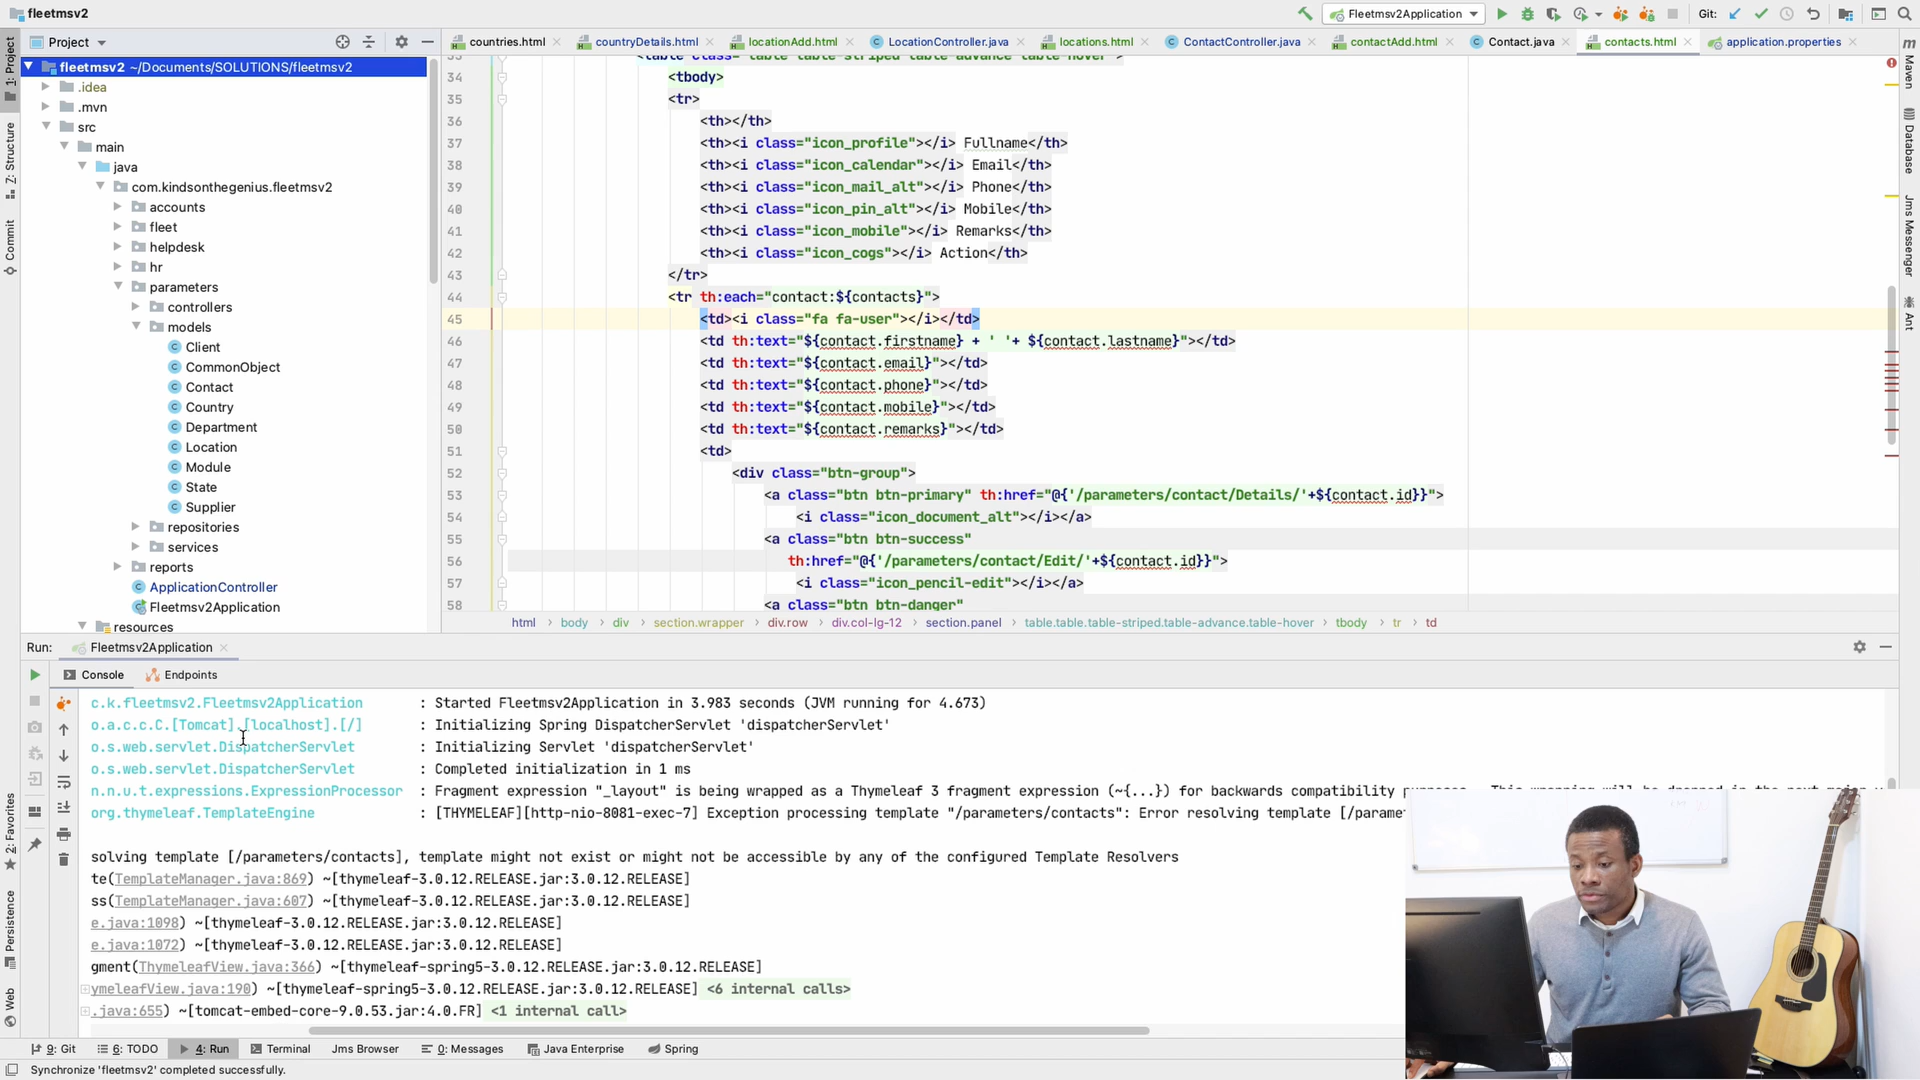 fleetmsv2
Fleetmsv2Application
Git:
Project
countries.html
countryDetails.html
locationAdd.html
LocationController.java
locations.html
ContactController.java
contactAdd.html
Contact.java
contacts.html
application.properties
1: Project
Z: Structure
Commit
2: Favorites
Persistence
Web
Maven
Database
Jms Messenger
Ant
fleetmsv2 ~/Documents/SOLUTIONS/fleetmsv2
.idea
.mvn
src
main
java
com.kindsonthegenius.fleetmsv2
accounts
fleet
helpdesk
hr
parameters
controllers
models
Client
CommonObject
Contact
Country
Department
Location
Module
State
Supplier
repositories
services
reports
ApplicationController
Fleetmsv2Application
resources
34 <tbody>
35 <tr>
36 <th></th>
37 <th><i class="icon_profile"></i> Fullname</th>
38 <th><i class="icon_calendar"></i> Email</th>
39 <th><i class="icon_mail_alt"></i> Phone</th>
40 <th><i class="icon_pin_alt"></i> Mobile</th>
41 <th><i class="icon_mobile"></i> Remarks</th>
42 <th><i class="icon_cogs"></i> Action</th>
43 </tr>
44 <tr th:each="contact:${contacts}">
45 <td><i class="fa fa-user"></i></td>
46 <td th:text="${contact.firstname} + ' '+ ${contact.lastname}"></td>
47 <td th:text="${contact.email}"></td>
48 <td th:text="${contact.phone}"></td>
49 <td th:text="${contact.mobile}"></td>
50 <td th:text="${contact.remarks}"></td>
51 <td>
52 <div class="btn-group">
53 <a class="btn btn-primary" th:href="@{'/parameters/contact/Details/'+${contact.id}}">
54 <i class="icon_document_alt"></i></a>
55 <a class="btn btn-success"
56 th:href="@{'/parameters/contact/Edit/'+${contact.id}}">
57 <i class="icon_pencil-edit"></i></a>
58 <a class="btn btn-danger"
html body div section.wrapper div.row div.col-lg-12 section.panel table.table.table-striped.table-advance.table-hover tbody tr td
Run: Fleetmsv2Application
Console Endpoints
c.k.fleetmsv2.Fleetmsv2Application : Started Fleetmsv2Application in 3.983 seconds (JVM running for 4.673)
o.a.c.c.C.[Tomcat].[localhost].[/] : Initializing Spring DispatcherServlet 'dispatcherServlet'
o.s.web.servlet.DispatcherServlet : Initializing Servlet 'dispatcherServlet'
o.s.web.servlet.DispatcherServlet : Completed initialization in 1 ms
n.n.u.t.expressions.ExpressionProcessor : Fragment expression "_layout" is being wrapped as a Thymeleaf 3 fragment expression (~{...}) for backwards compatibility
org.thymeleaf.TemplateEngine : [THYMELEAF][http-nio-8081-exec-7] Exception processing template "/parameters/contacts": Error resolving template [/parame
solving template [/parameters/contacts], template might not exist or might not be accessible by any of the configured Template Resolvers
te(TemplateManager.java:869) ~[thymeleaf-3.0.12.RELEASE.jar:3.0.12.RELEASE]
ss(TemplateManager.java:607) ~[thymeleaf-3.0.12.RELEASE.jar:3.0.12.RELEASE]
e.java:1098) ~[thymeleaf-3.0.12.RELEASE.jar:3.0.12.RELEASE]
e.java:1072) ~[thymeleaf-3.0.12.RELEASE.jar:3.0.12.RELEASE]
gment(ThymeleafView.java:366) ~[thymeleaf-spring5-3.0.12.RELEASE.jar:3.0.12.RELEASE]
ymeleafView.java:190) ~[thymeleaf-spring5-3.0.12.RELEASE.jar:3.0.12.RELEASE] <6 internal calls>
.java:655) ~[tomcat-embed-core-9.0.53.jar:4.0.FR] <1 internal call>
9: Git 6: TODO 4: Run Terminal Jms Browser 0: Messages Java Enterprise Spring
Synchronize 'fleetmsv2' completed successfully.